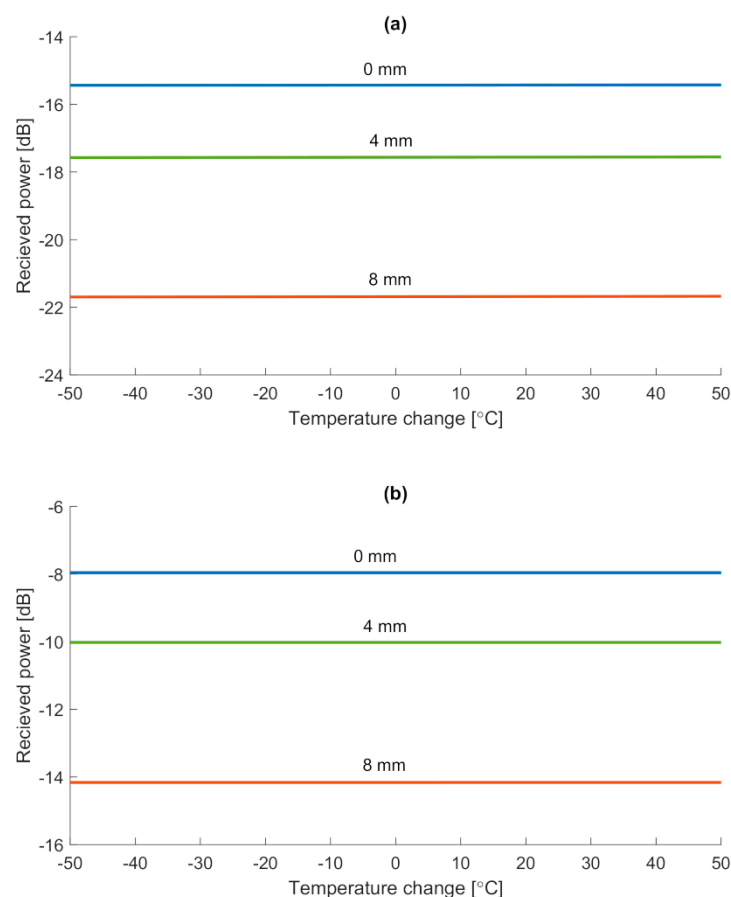 (a)
-14
-16
-18
-20
-22
-24
Recieved power [dB]
0 mm
4 mm
8 mm
-50 -40 -30 -20 -10 0 10 20 30 40 50
Temperature change [°C]
(b)
-6
-8
-10
-12
-14
-16
Recieved power [dB]
0 mm
4 mm
8 mm
-50 -40 -30 -20 -10 0 10 20 30 40 50
Temperature change [°C]